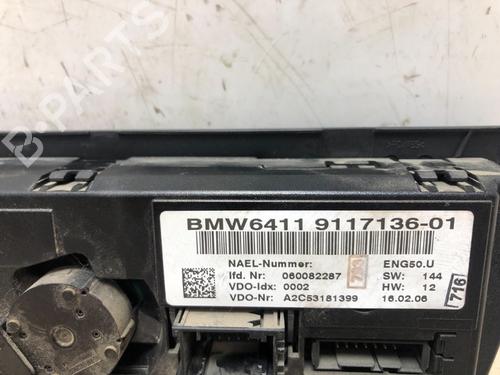 B-PARTS
BMW6411 9117136-01
NAEL-Nummer: ENG50.U
lfd. Nr: 060082287 SW: 144
VDO-Idx: 0002 HW: 12
VDO-Nr: A2C53181399 16.02.06
716